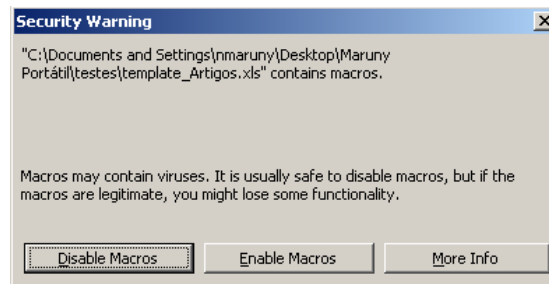 Security Warning
"C:\Documents and Settings\nmaruny\Desktop\Maruny
Portátil\testes\template_Artigos.xls" contains macros.
Macros may contain viruses. It is usually safe to disable macros, but if the
macros are legitimate, you might lose some functionality.
Disable Macros
Enable Macros
More Info